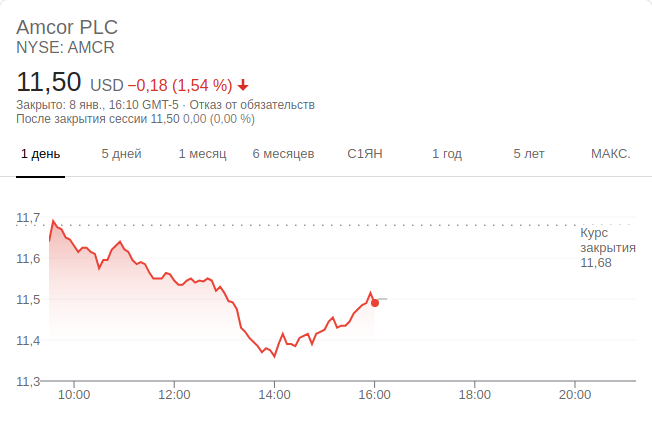 Amcor PLC
NYSE: AMCR
11,50 USD −0,18 (1,54 %)
Закрыто: 8 янв., 16:10 GMT-5 · Отказ от обязательств
После закрытия сессии 11,50 0,00 (0,00 %)
1 день 5 дней 1 месяц 6 месяцев С1ЯН 1 год 5 лет МАКС.
11,7
Курс
закрытия
11,68
11,6
11,5
11,4
11,3
10:00 12:00 14:00 16:00 18:00 20:00